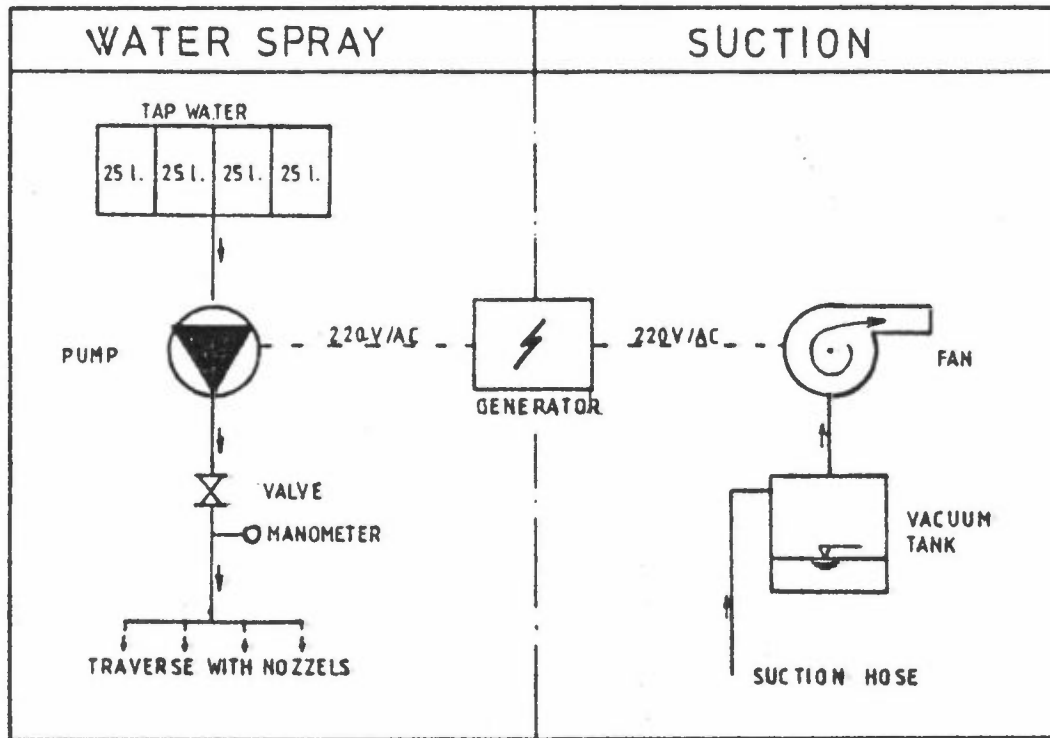 WATER SPRAY
SUCTION
TAP WATER
25 l. 25 l. 25 l. 25 l.
PUMP
220V/AC
GENERATOR
220V/AC
FAN
VALVE
MANOMETER
TRAVERSE WITH NOZZELS
VACUUM
TANK
SUCTION HOSE